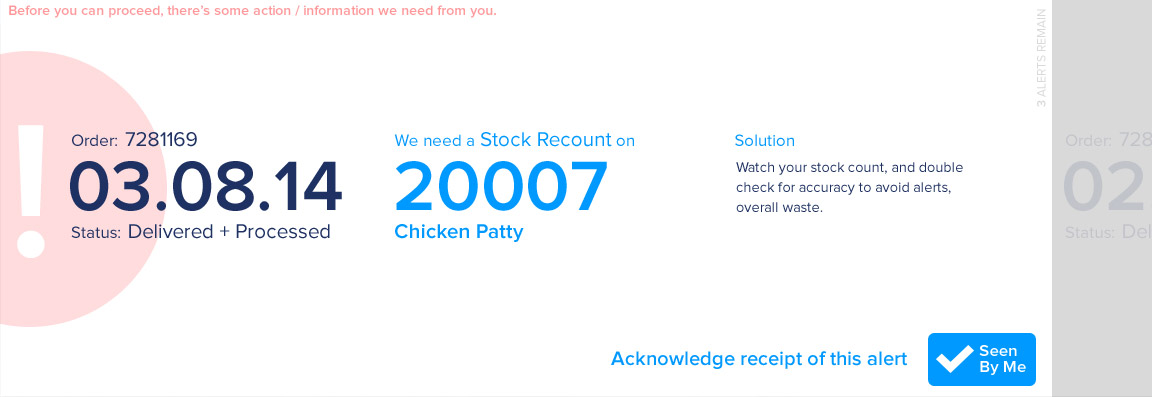 Before you can proceed, there's some action / information we need from you.
3 ALERTS REMAIN
!
Order: 7281169
03.08.14
Status: Delivered + Processed
We need a Stock Recount on
20007
Chicken Patty
Solution
Watch your stock count, and double
check for accuracy to avoid alerts,
overall waste.
Acknowledge receipt of this alert
Seen
By Me
Order: 728
02
Status: Del